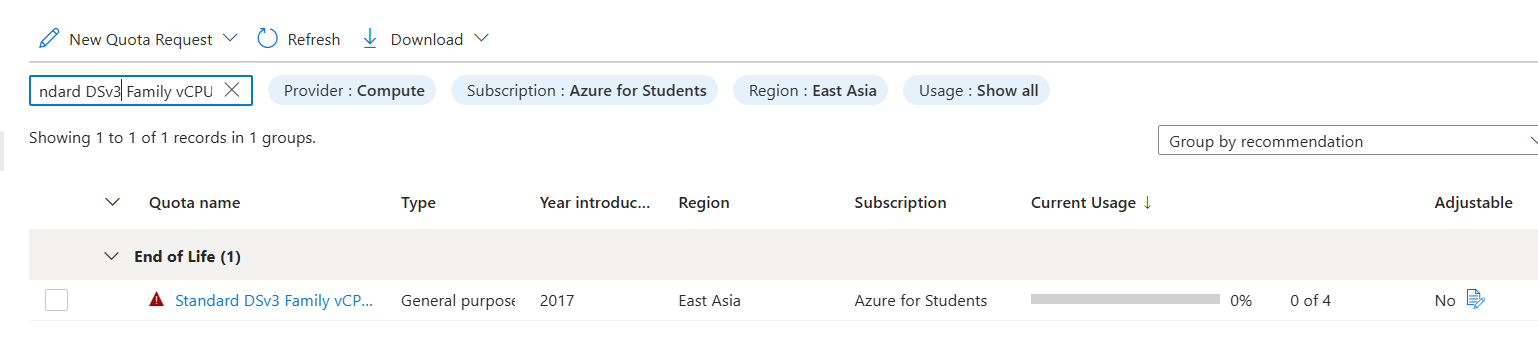 New Quota Request Refresh Download
ndard DSv3 Family vCPU Provider : Compute Subscription : Azure for Students Region : East Asia Usage : Show all
Showing 1 to 1 of 1 records in 1 groups.
Group by recommendation
Quota name Type Year introduc... Region Subscription Current Usage ↓ Adjustable
End of Life (1)
Standard DSv3 Family vCP... General purpose 2017 East Asia Azure for Students 0% 0 of 4 No